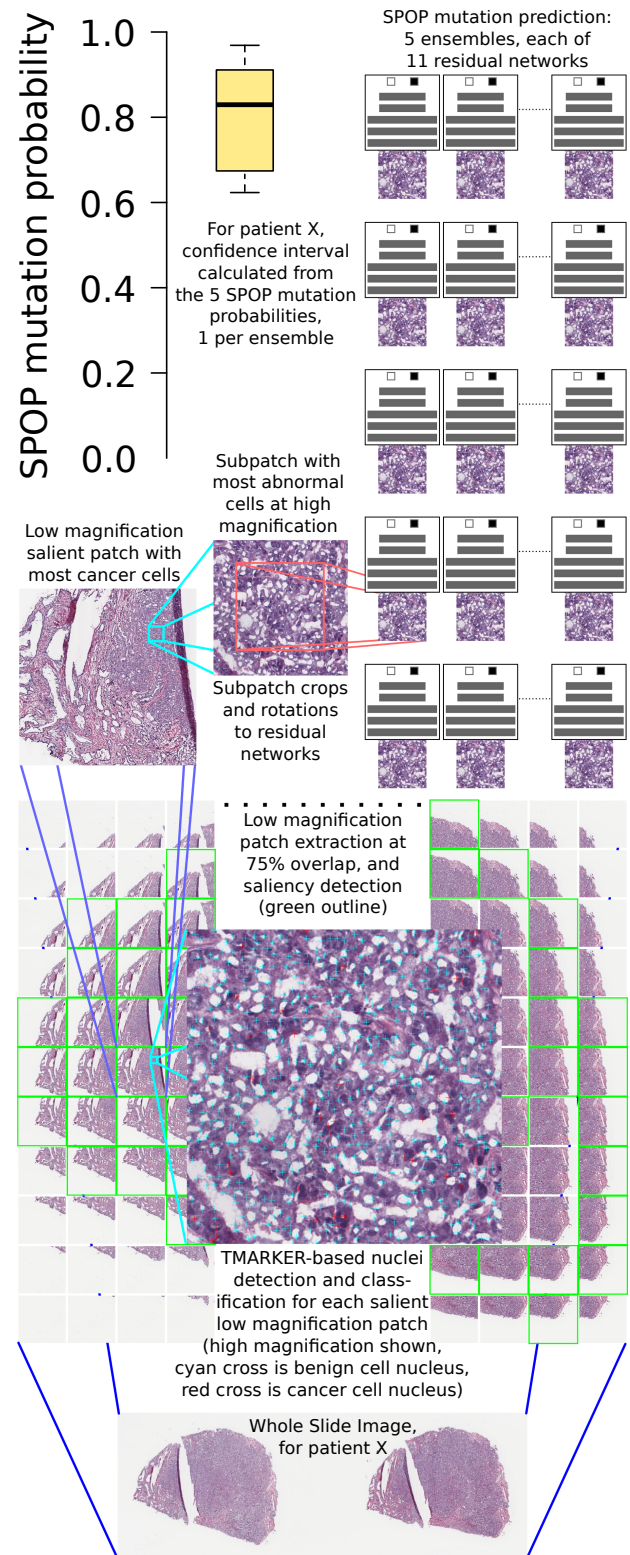 SPOP mutation probability
1.0
0.8
0.6
0.4
0.2
0.0
SPOP mutation prediction:
5 ensembles, each of
11 residual networks
For patient X,
confidence interval
calculated from
the 5 SPOP mutation
probabilities,
1 per ensemble
Subpatch with
most abnormal
cells at high
magnification
Low magnification
salient patch with
most cancer cells
Subpatch crops
and rotations
to residual
networks
Low magnification
patch extraction at
75% overlap, and
saliency detection
(green outline)
TMARKER-based nuclei
detection and class-
ification for each salient
low magnification patch
(high magnification shown,
cyan cross is benign cell nucleus,
red cross is cancer cell nucleus)
Whole Slide Image,
for patient X